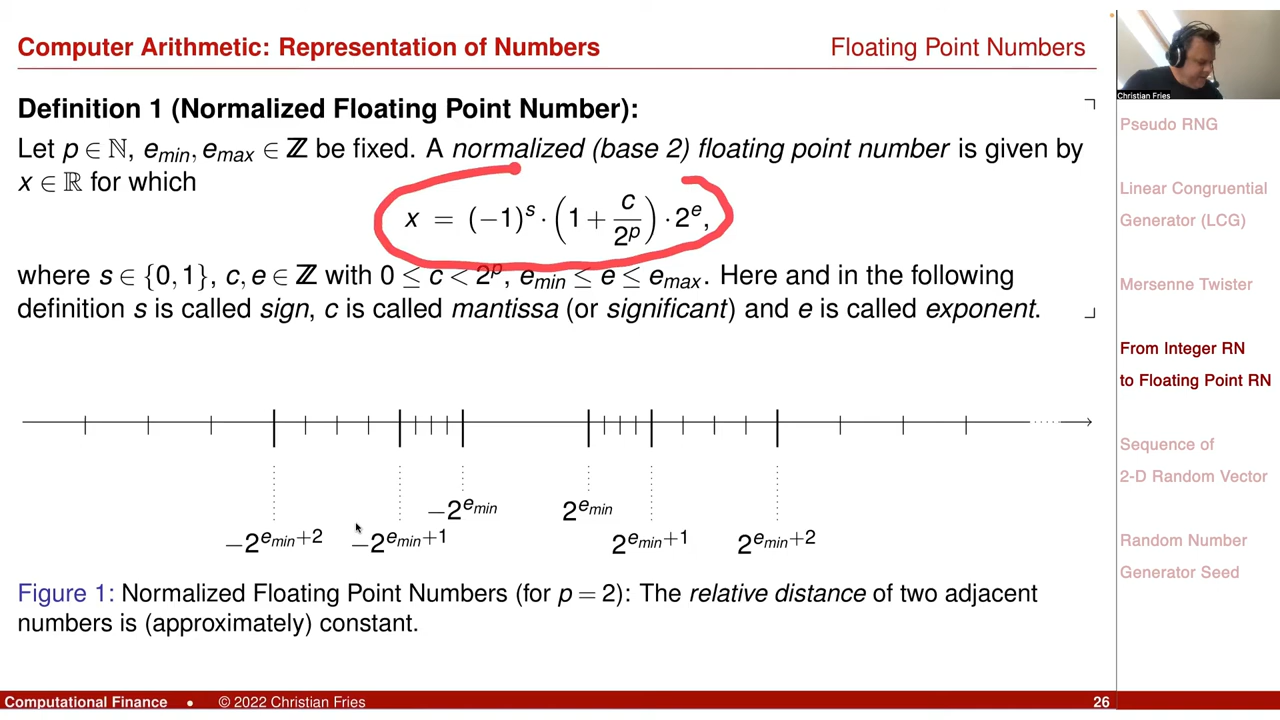 Computer Arithmetic: Representation of Numbers
Floating Point Numbers
Christian Fries
Definition 1 (Normalized Floating Point Number):
Let p ∈ ℕ, e_min, e_max ∈ ℤ be fixed. A normalized (base 2) floating point number is given by
x ∈ ℝ for which
x = (−1)^s · (1 + c/2^p) · 2^e,
where s ∈ {0, 1}, c, e ∈ ℤ with 0 ≤ c < 2^p, e_min ≤ e ≤ e_max. Here and in the following
definition s is called sign, c is called mantissa (or significant) and e is called exponent.
−2^{e_min+2}
−2^{e_min+1}
−2^{e_min}
2^{e_min}
2^{e_min+1}
2^{e_min+2}
Figure 1: Normalized Floating Point Numbers (for p = 2): The relative distance of two adjacent
numbers is (approximately) constant.
Pseudo RNG
Linear Congruential
Generator (LCG)
Mersenne Twister
From Integer RN
to Floating Point RN
Sequence of
2-D Random Vector
Random Number
Generator Seed
Computational Finance • © 2022 Christian Fries
26